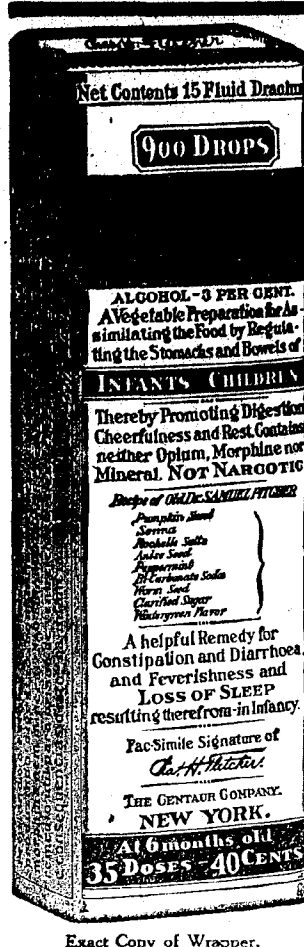 Net Contents 15 Fluid Drachm
900 DROPS
ALCOHOL-3 PER CENT.
A Vegetable Preparation for As-
similating the Food by Regula-
ting the Stomachs and Bowels of
INFANTS CHILDREN
Thereby Promoting Digestion
Cheerfulness and Rest. Contains
neither Opium, Morphine nor
Mineral. NOT NARCOTIC
Recipe of Old Dr. SAMUEL PITCHER
Pumpkin Seed
Senna
Rochelle Salts
Anise Seed
Peppermint
Bi-Carbonate Soda
Worm Seed
Clarified Sugar
Wintergreen Flavor
A helpful Remedy for
Constipation and Diarrhoea,
and Feverishness and
LOSS OF SLEEP
resulting therefrom-in Infancy.
Fac-Simile Signature of
Chas. H. Fletcher.
THE CENTAUR COMPANY.
NEW YORK.
At 6 months old
35 DOSES - 40 CENTS
Exact Copy of Wrapper.